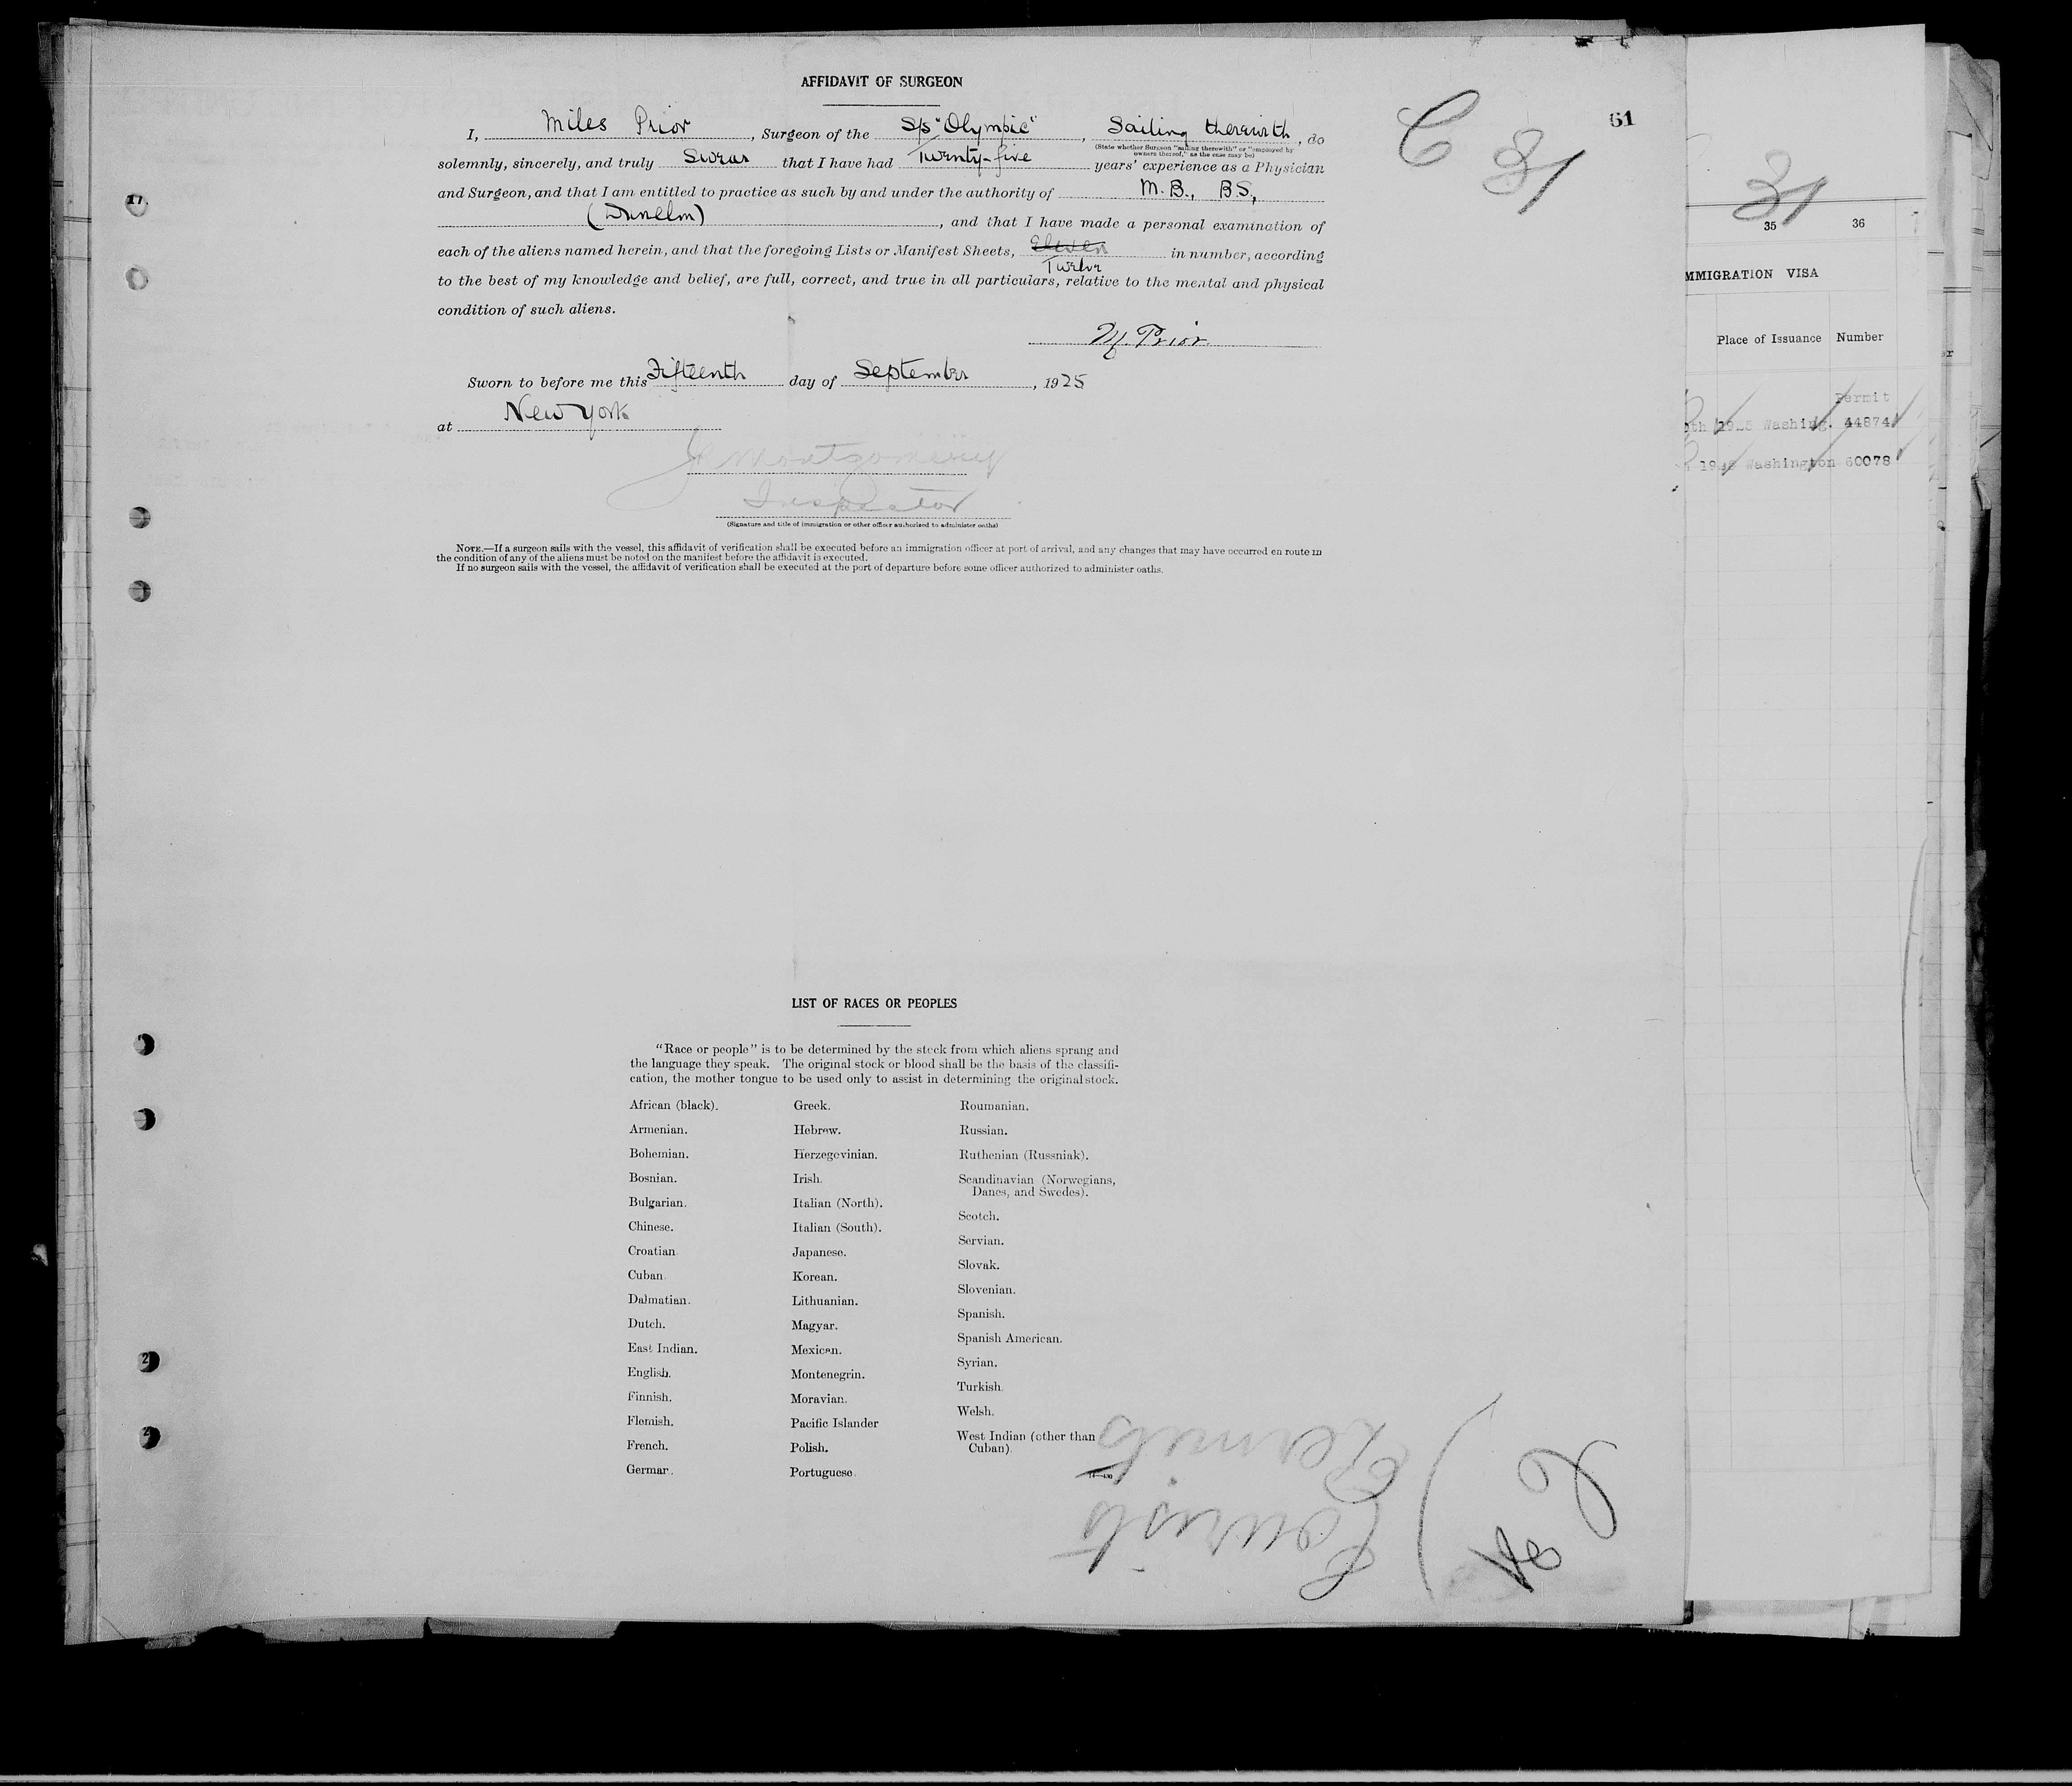 AFFIDAVIT OF SURGEON
61
C 31
I, Miles Prior, Surgeon of the S/S "Olympic", Sailing therewith, do
(State whether Surgeon "sailing therewith" or "employed by
owners thereof," as the case may be)
solemnly, sincerely, and truly Swear that I have had Twenty-five years' experience as a Physician
and Surgeon, and that I am entitled to practice as such by and under the authority of M.B., B.S.,
(Dunelm), and that I have made a personal examination of
each of the aliens named herein, and that the foregoing Lists or Manifest Sheets, Eleven in number, according
Twelve
to the best of my knowledge and belief, are full, correct, and true in all particulars, relative to the mental and physical
condition of such aliens.
M. Prior.
Sworn to before me this Fifteenth day of September, 1925
at New York
Montgomery
Inspector
(Signature and title of immigration or other officer authorized to administer oaths)
NOTE.—If a surgeon sails with the vessel, this affidavit of verification shall be executed before an immigration officer at port of arrival, and any changes that may have occurred en route in
the condition of any of the aliens must be noted on the manifest before the affidavit is executed.
If no surgeon sails with the vessel, the affidavit of verification shall be executed at the port of departure before some officer authorized to administer oaths.
LIST OF RACES OR PEOPLES
"Race or people" is to be determined by the stock from which aliens sprang and
the language they speak. The original stock or blood shall be the basis of the classifi-
cation, the mother tongue to be used only to assist in determining the original stock.
African (black).
Armenian.
Bohemian.
Bosnian.
Bulgarian.
Chinese.
Croatian.
Cuban.
Dalmatian.
Dutch.
East Indian.
English.
Finnish.
Flemish.
French.
German.
Greek.
Hebrew.
Herzegovinian.
Irish.
Italian (North).
Italian (South).
Japanese.
Korean.
Lithuanian.
Magyar.
Mexican.
Montenegrin.
Moravian.
Pacific Islander
Polish.
Portuguese.
Roumanian.
Russian.
Ruthenian (Russniak).
Scandinavian (Norwegians,
Danes, and Swedes).
Scotch.
Servian.
Slovak.
Slovenian.
Spanish.
Spanish American.
Syrian.
Turkish.
Welsh.
West Indian (other than
Cuban).
Tourists
Permits
31
35 36
MMIGRATION VISA
Place of Issuance Number
Permit
Washing. 44874
Washington 60078
17.
2
2